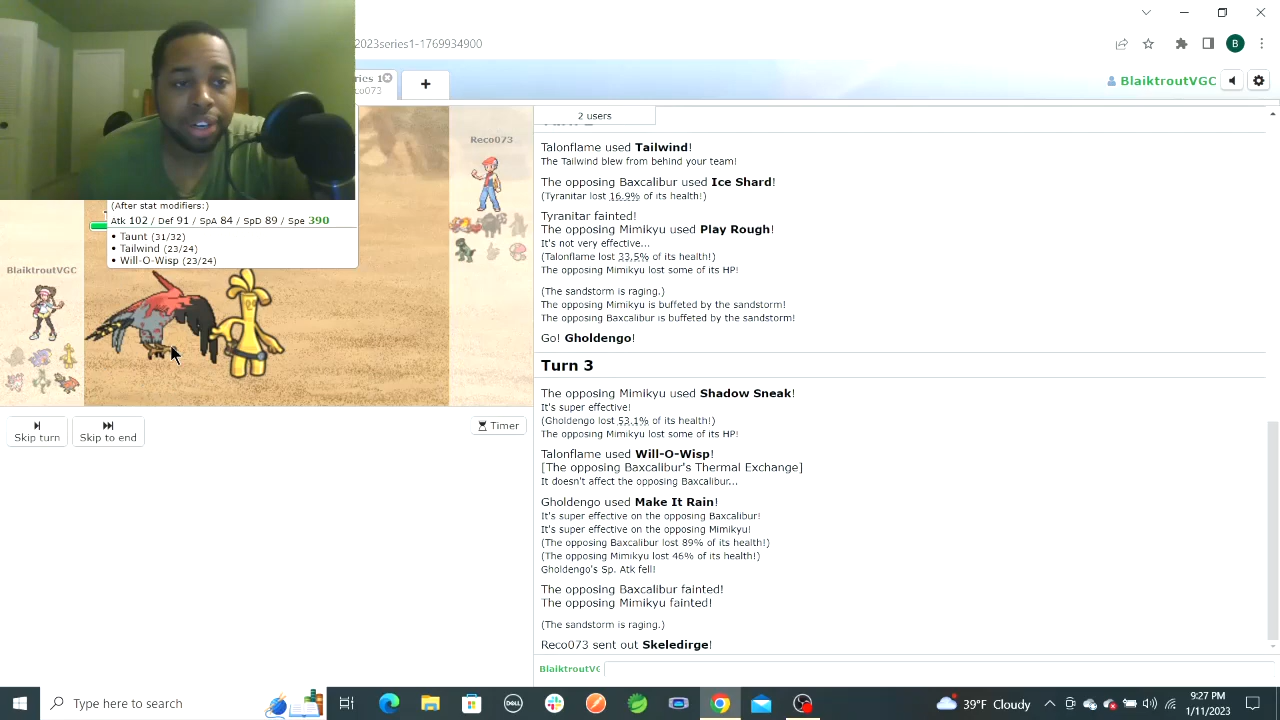 2023series1-1769934900
B
ries 1
co073
+
BlaiktroutVGC
2 users
Reco073
BlaiktroutVGC
(After stat modifiers:)
Atk 102 / Def 91 / SpA 84 / SpD 89 / Spe 390
• Taunt (31/32)
• Tailwind (23/24)
• Will-O-Wisp (23/24)
Skip turn
Skip to end
Timer
Talonflame used Tailwind!
The Tailwind blew from behind your team!
The opposing Baxcalibur used Ice Shard!
(Tyranitar lost 16.9% of its health!)
Tyranitar fainted!
The opposing Mimikyu used Play Rough!
It's not very effective...
(Talonflame lost 33.5% of its health!)
The opposing Mimikyu lost some of its HP!
(The sandstorm is raging.)
The opposing Mimikyu is buffeted by the sandstorm!
The opposing Baxcalibur is buffeted by the sandstorm!
Go! Gholdengo!
Turn 3
The opposing Mimikyu used Shadow Sneak!
It's super effective!
(Gholdengo lost 53.1% of its health!)
The opposing Mimikyu lost some of its HP!
Talonflame used Will-O-Wisp!
[The opposing Baxcalibur's Thermal Exchange]
It doesn't affect the opposing Baxcalibur...
Gholdengo used Make It Rain!
It's super effective on the opposing Baxcalibur!
It's super effective on the opposing Mimikyu!
(The opposing Baxcalibur lost 89% of its health!)
(The opposing Mimikyu lost 46% of its health!)
Gholdengo's Sp. Atk fell!
The opposing Baxcalibur fainted!
The opposing Mimikyu fainted!
(The sandstorm is raging.)
Reco073 sent out Skeledirge!
BlaiktroutVG
Type here to search
DELL
39°F Cloudy
9:27 PM
1/11/2023